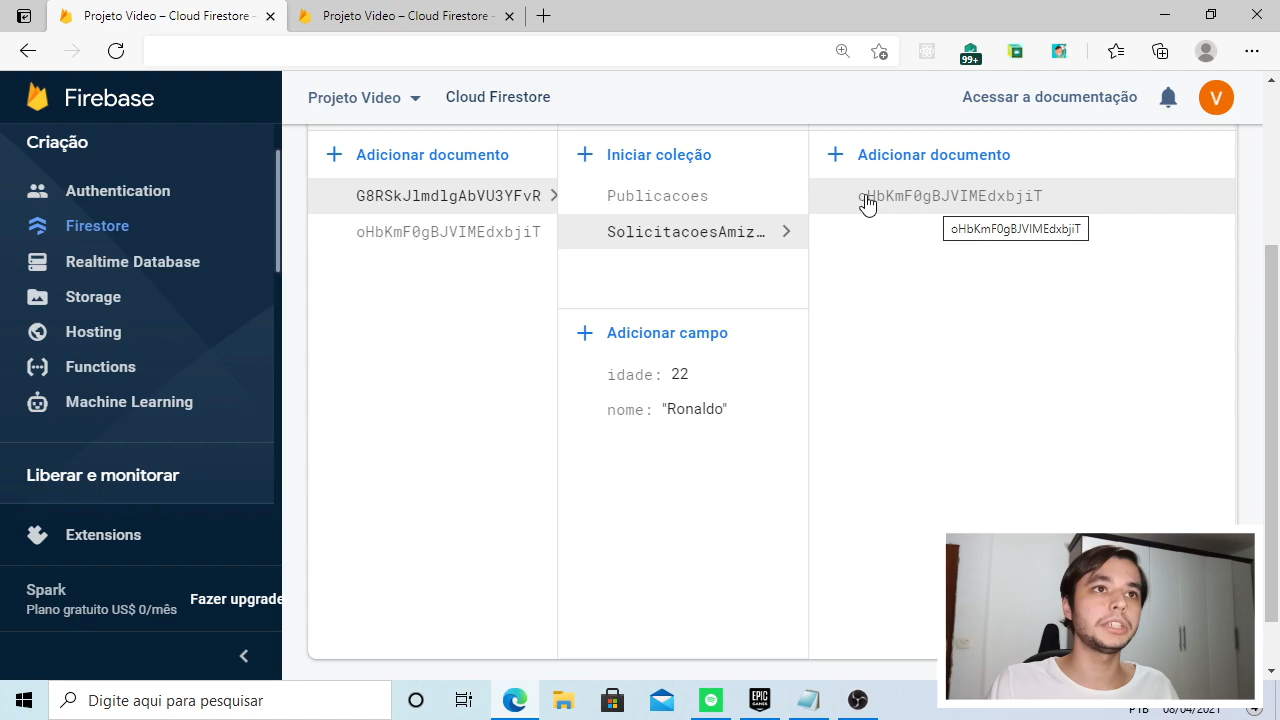 Projeto Video – Cloud Firestore -
Projeto Video – Cloud Firestore -
99+
Firebase
Projeto Video
Cloud Firestore
Acessar a documentação
V
Criação
Authentication
Firestore
Realtime Database
Storage
Hosting
Functions
Machine Learning
Liberar e monitorar
Extensions
Spark
Plano gratuito US$ 0/mês
Fazer upgrade
Adicionar documento
G8RSkJlmdlgAbVU3YFvR
oHbKmF0gBJVIMEdxbjiT
Iniciar coleção
Publicacoes
SolicitacoesAmiz…
Adicionar campo
idade: 22
nome: "Ronaldo"
Adicionar documento
oHbKmF0gBJVIMEdxbjiT
oHbKmF0gBJVIMEdxbjiT
Digite aqui para pesquisar
EPIC
GAMES